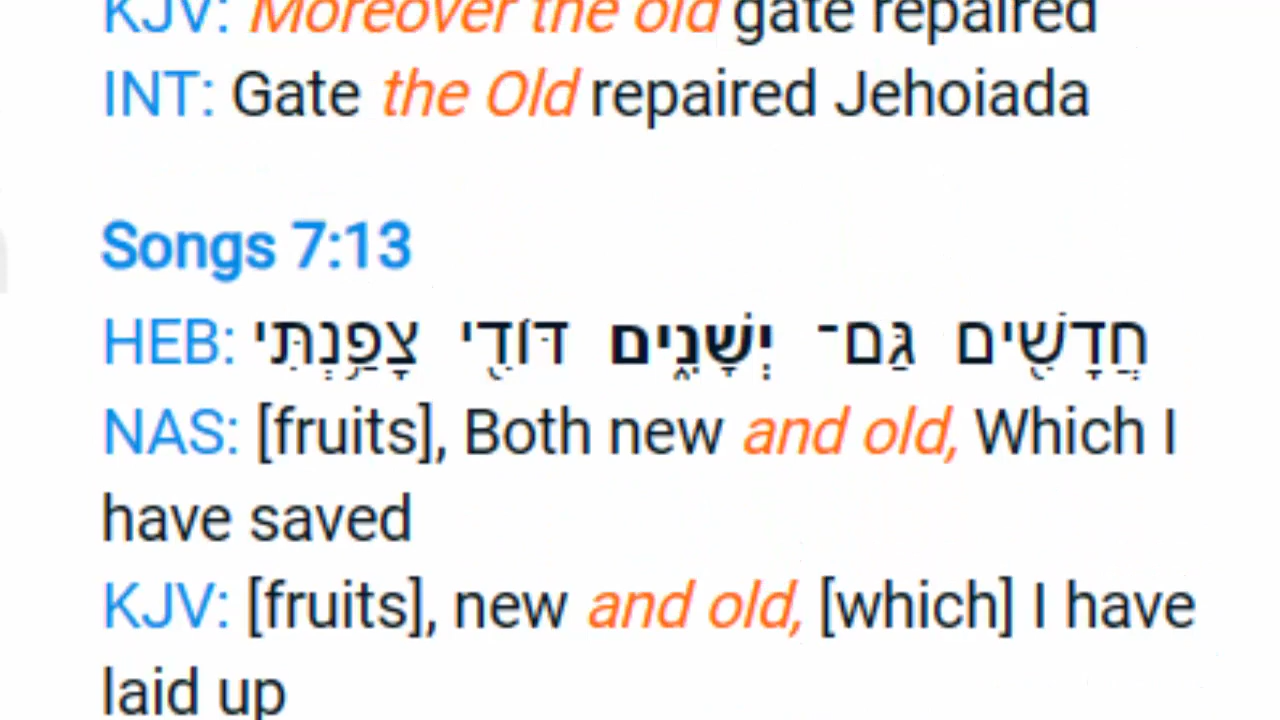 KJV: Moreover the old gate repaired
INT: Gate the Old repaired Jehoiada
Songs 7:13
HEB: חֲדָשִׁ֖ים גַּם־ יְשָׁנִ֑ים דּוֹדִ֖י צָפַ֥נְתִּי
NAS: [fruits], Both new and old, Which I
have saved
KJV: [fruits], new and old, [which] I have
laid up